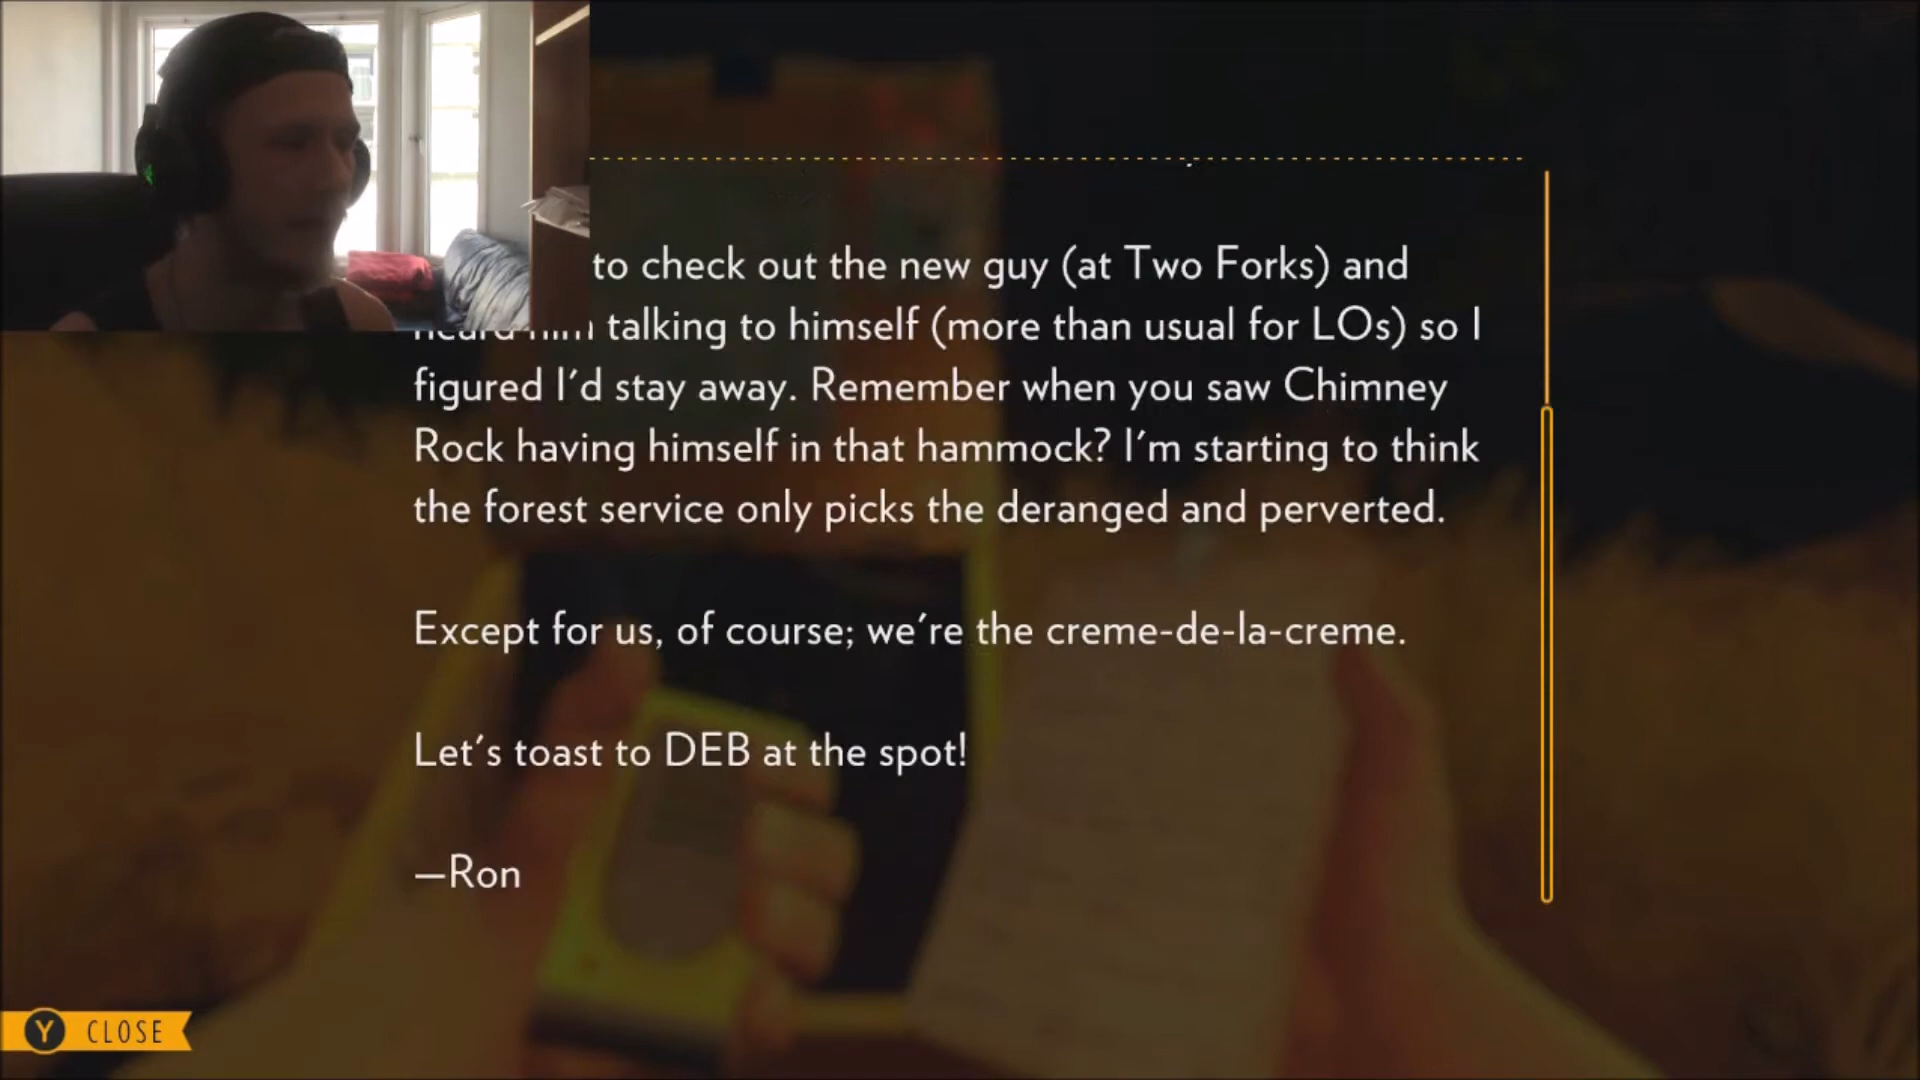 to check out the new guy (at Two Forks) and
heard him talking to himself (more than usual for LOs) so I
figured I'd stay away. Remember when you saw Chimney
Rock having himself in that hammock? I'm starting to think
the forest service only picks the deranged and perverted.
Except for us, of course; we're the creme-de-la-creme.
Let's toast to DEB at the spot!
—Ron
Y CLOSE